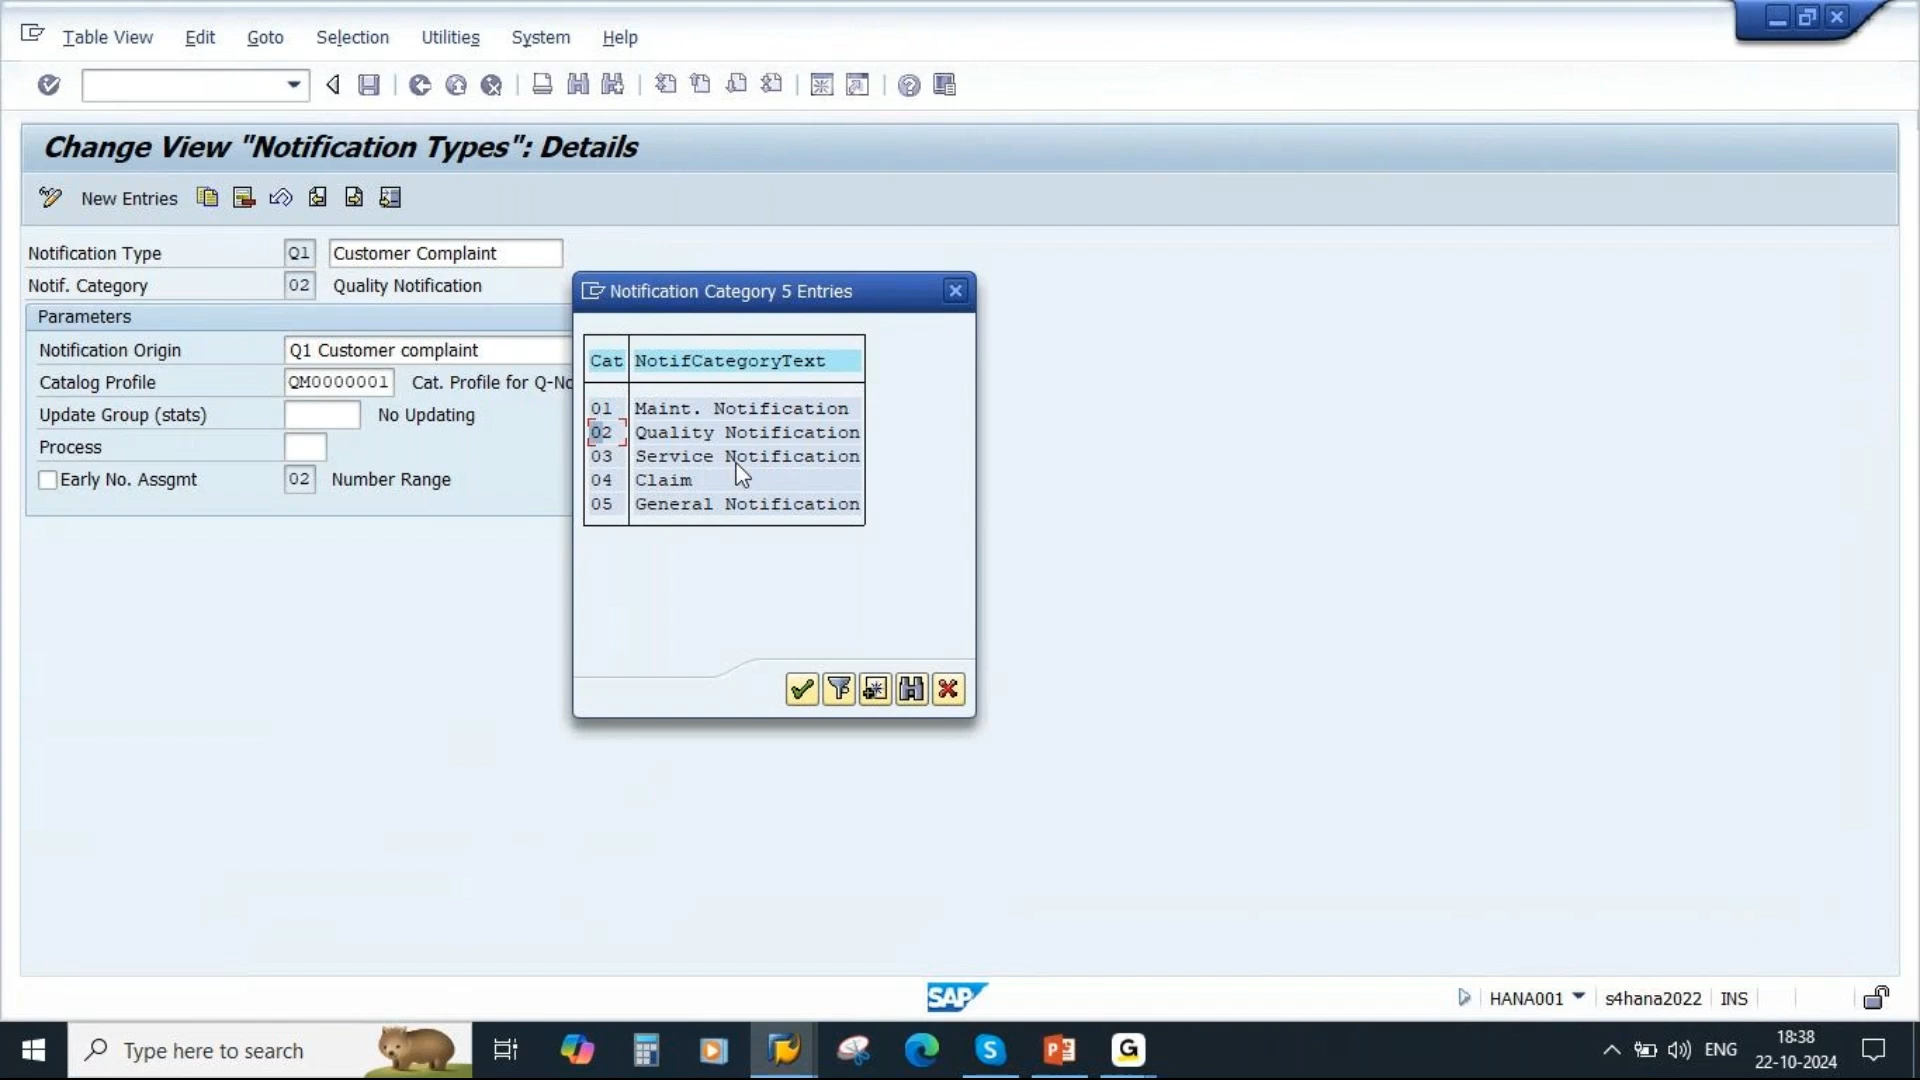 Table View Edit Goto Selection Utilities System Help
Change View "Notification Types": Details
New Entries
Notification Type Q1 Customer Complaint
Notif. Category 02 Quality Notification
Parameters
Notification Origin Q1 Customer complaint
Catalog Profile QM0000001 Cat. Profile for Q-No
Update Group (stats) No Updating
Process
Early No. Assgmt 02 Number Range
Notification Category 5 Entries
Cat NotifCategoryText
01 Maint. Notification
02 Quality Notification
03 Service Notification
04 Claim
05 General Notification
SAP
HANA001 s4hana2022 INS
Type here to search
S
P
G
ENG
18:38
22-10-2024